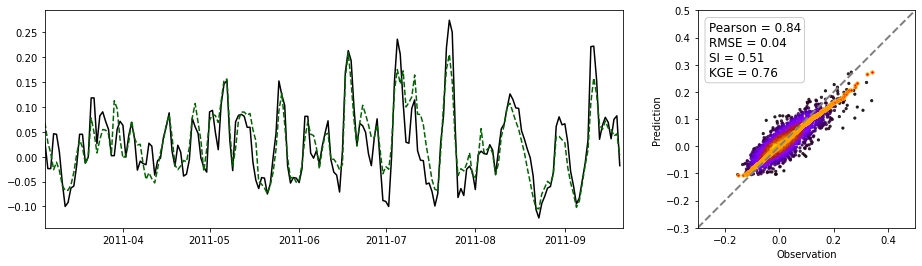 0.25
0.20
0.15
0.10
0.05
0.00
−0.05
−0.10
2011-04 2011-05 2011-06 2011-07 2011-08 2011-09
Prediction
0.5
0.4
0.3
0.2
0.1
0.0
−0.1
−0.2
−0.3
Pearson = 0.84
RMSE = 0.04
SI = 0.51
KGE = 0.76
−0.2 0.0 0.2 0.4
Observation